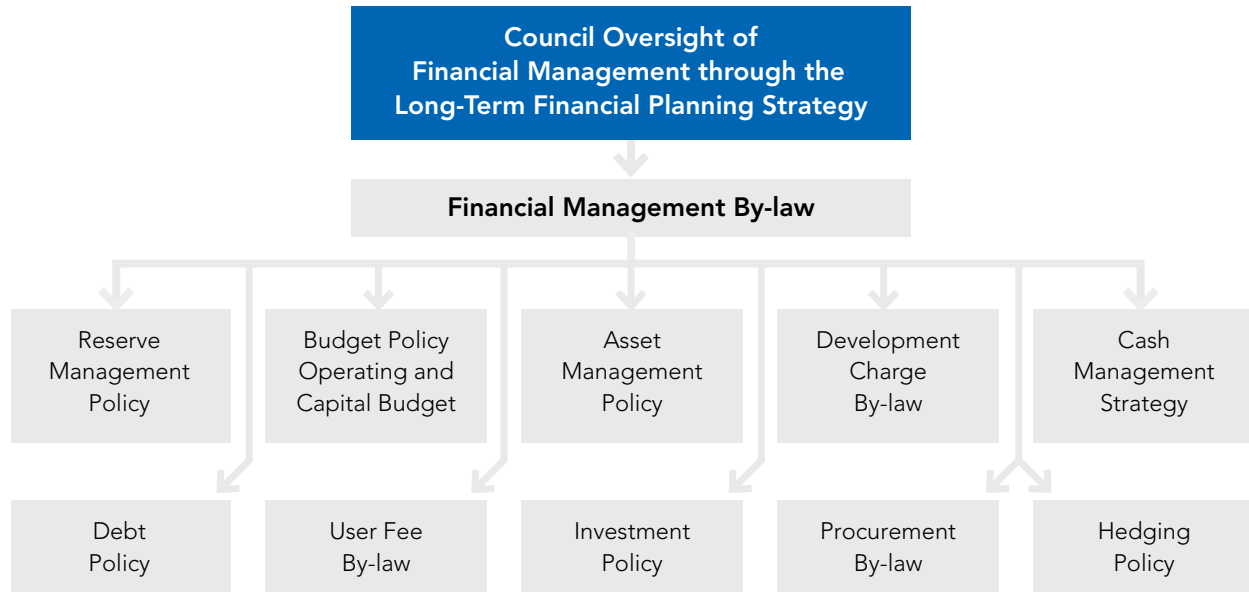 Council Oversight of
Financial Management through the
Long-Term Financial Planning Strategy
Financial Management By-law
Reserve
Management
Policy
Budget Policy
Operating and
Capital Budget
Asset
Management
Policy
Development
Charge
By-law
Cash
Management
Strategy
Debt
Policy
User Fee
By-law
Investment
Policy
Procurement
By-law
Hedging
Policy